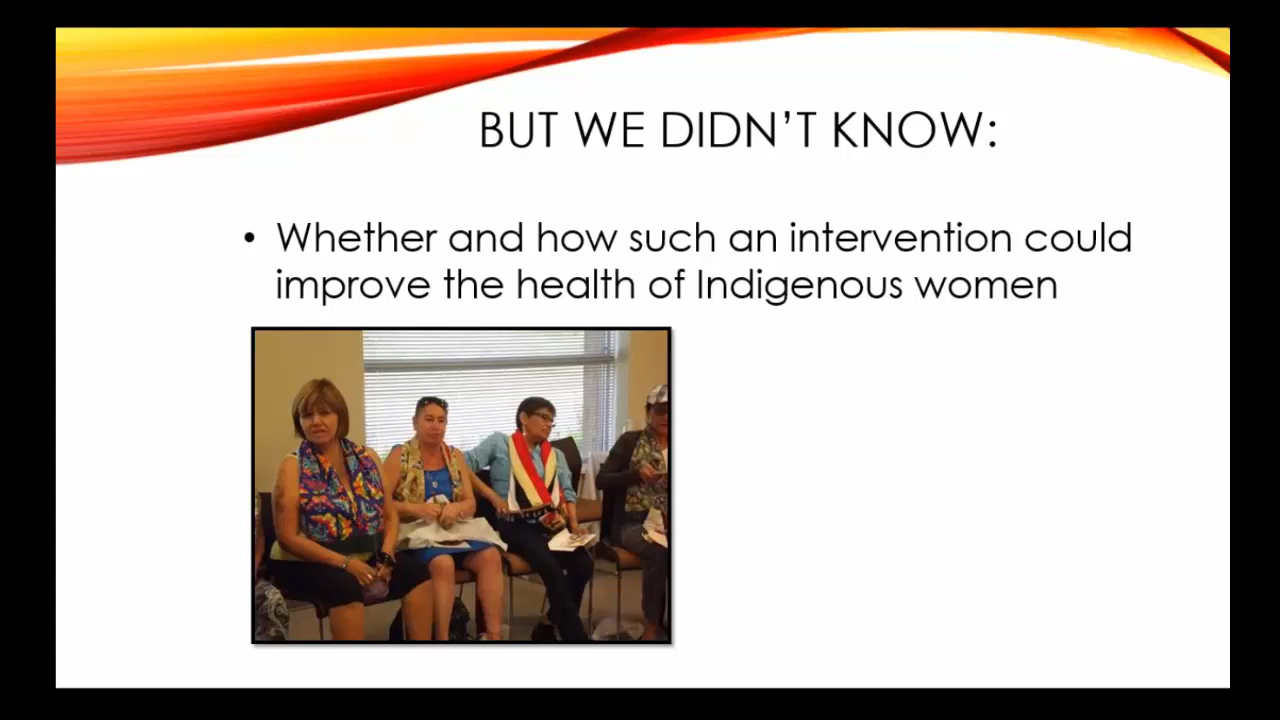 BUT WE DIDN'T KNOW:
• Whether and how such an intervention could
improve the health of Indigenous women